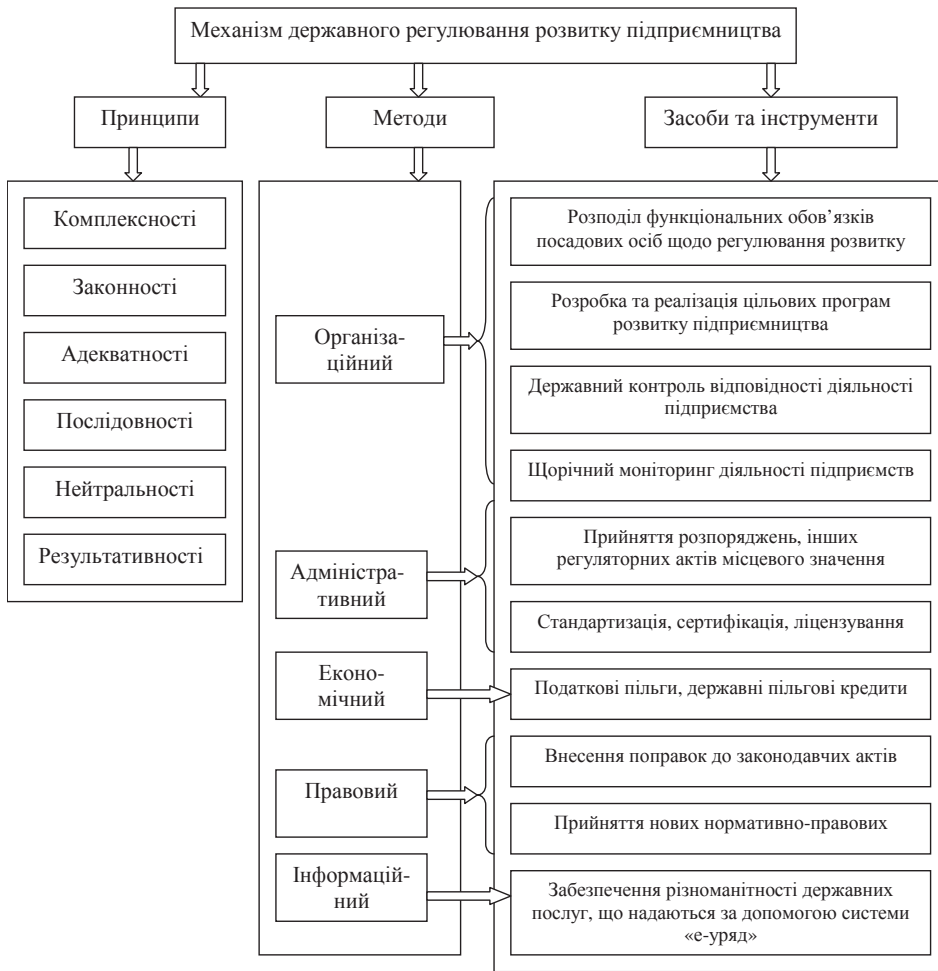 Механізм державного регулювання розвитку підприємництва
Принципи
Методи
Засоби та інструменти
Комплексності
Законності
Адекватності
Послідовності
Нейтральності
Результативності
Організа-
ційний
Адміністра-
тивний
Еконо-
мічний
Правовий
Інформацій-
ний
Розподіл функціональних обов’язків
посадових осіб щодо регулювання розвитку
Розробка та реалізація цільових програм
розвитку підприємництва
Державний контроль відповідності діяльності
підприємства
Щорічний моніторинг діяльності підприємств
Прийняття розпоряджень, інших
регуляторних актів місцевого значення
Стандартизація, сертифікація, ліцензування
Податкові пільги, державні пільгові кредити
Внесення поправок до законодавчих актів
Прийняття нових нормативно-правових
Забезпечення різноманітності державних
послуг, що надаються за допомогою системи
«е-уряд»